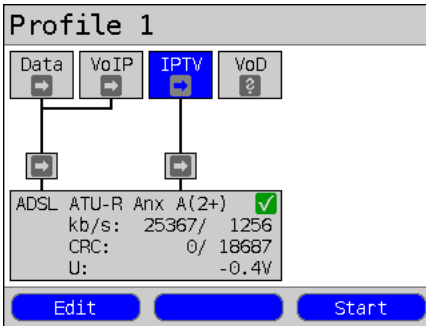 Profile 1
Data VoIP IPTV VoD
ADSL ATU-R Anx A(2+)
kb/s: 25367/ 1256
CRC: 0/ 18687
U: -0.4V
Edit Start